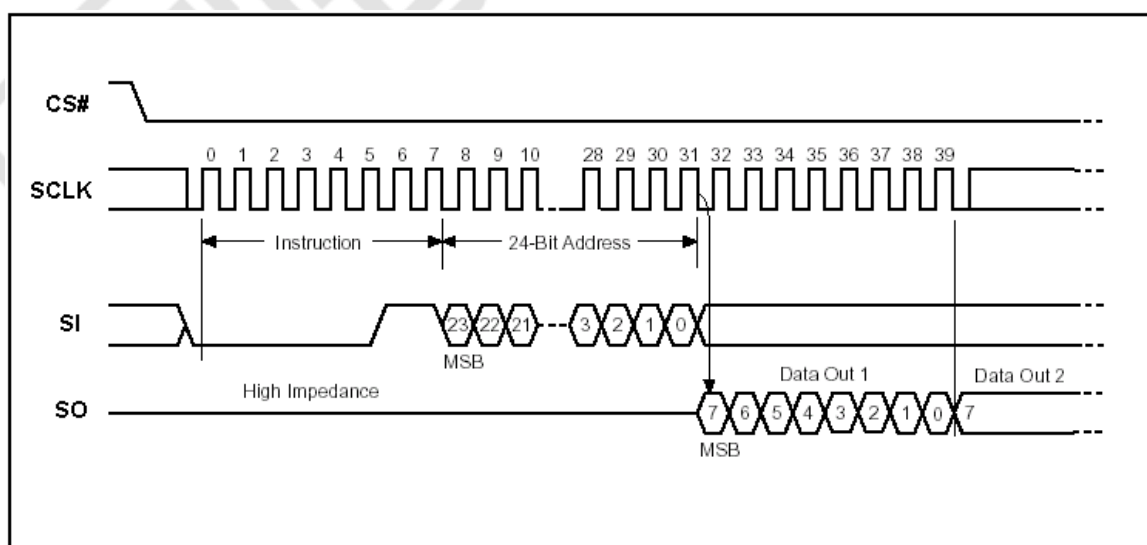 CS#
0 1 2 3 4 5 6 7 8 9 10 28 29 30 31 32 33 34 35 36 37 38 39
SCLK
Instruction 24-Bit Address
SI 23 22 21 3 2 1 0
MSB
High Impedance Data Out 1 Data Out 2
SO 7 6 5 4 3 2 1 0 7
MSB